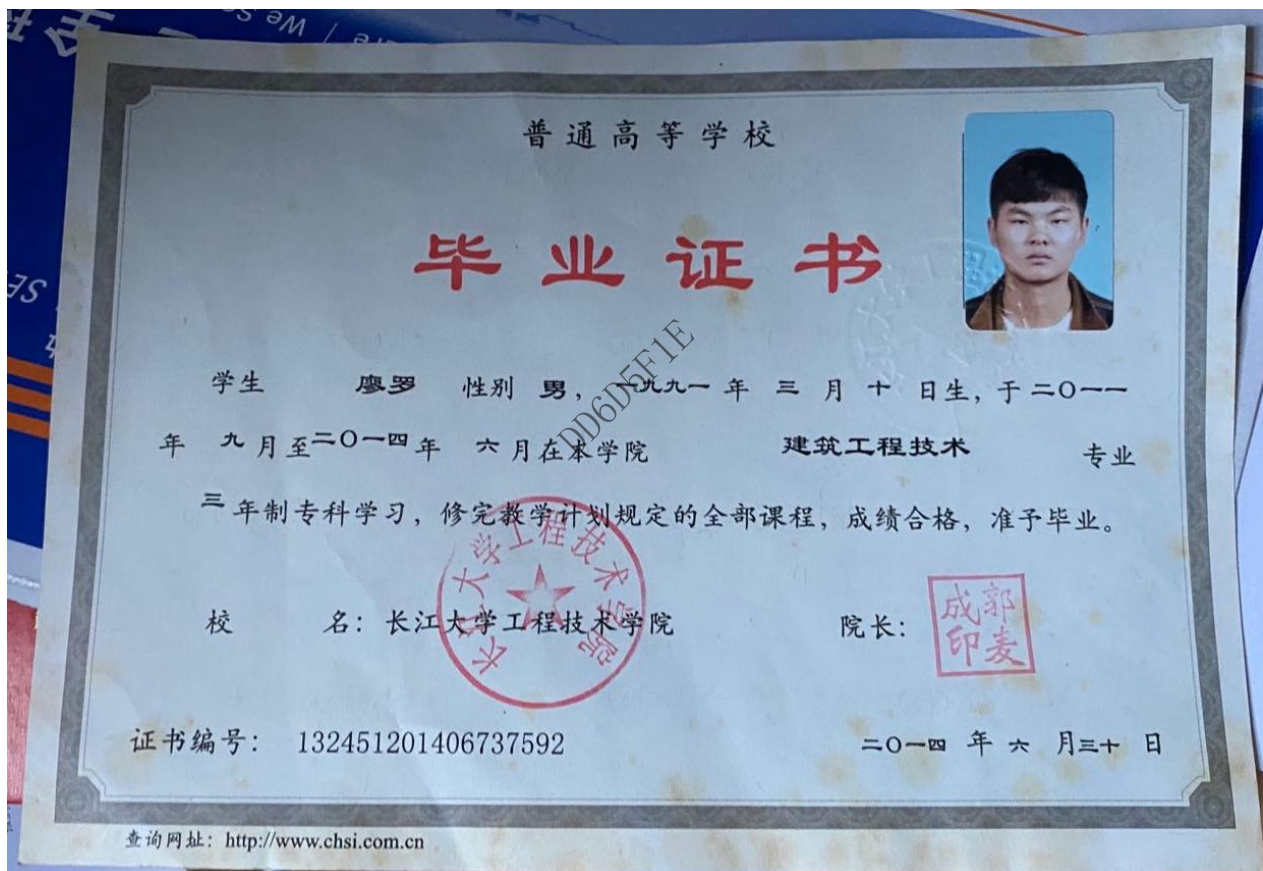 We Se
普通高等学校
毕业证书
学生 廖罗 性别 男，一九九一 年 三 月 十 日生，于二〇一一
年 九 月至二〇一四年 六 月在本学院 建筑工程技术 专业
三 年制专科学习，修完教学计划规定的全部课程，成绩合格，准予毕业。
DD6D5F1E
长江大学工程技术学院
校 名：长江大学工程技术学院 院长：
成郭
印麦
证书编号： 132451201406737592 二〇一四 年 六 月三十 日
查询网址：http://www.chsi.com.cn